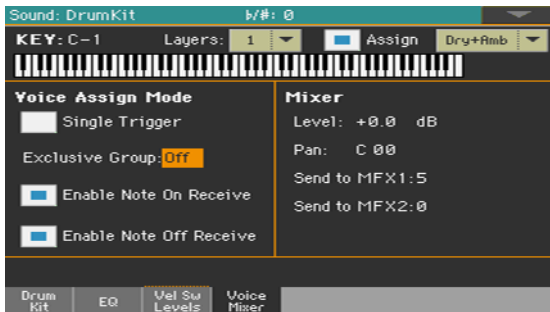 Sound: DrumKit ♭/#: 0
KEY: C-1 Layers: 1 Assign Dry+Amb
Voice Assign Mode
Single Trigger
Exclusive Group: Off
Enable Note On Receive
Enable Note Off Receive
Mixer
Level: +0.0 dB
Pan: C 00
Send to MFX1:5
Send to MFX2:0
Drum Kit
EQ
Vel Sw Levels
Voice Mixer